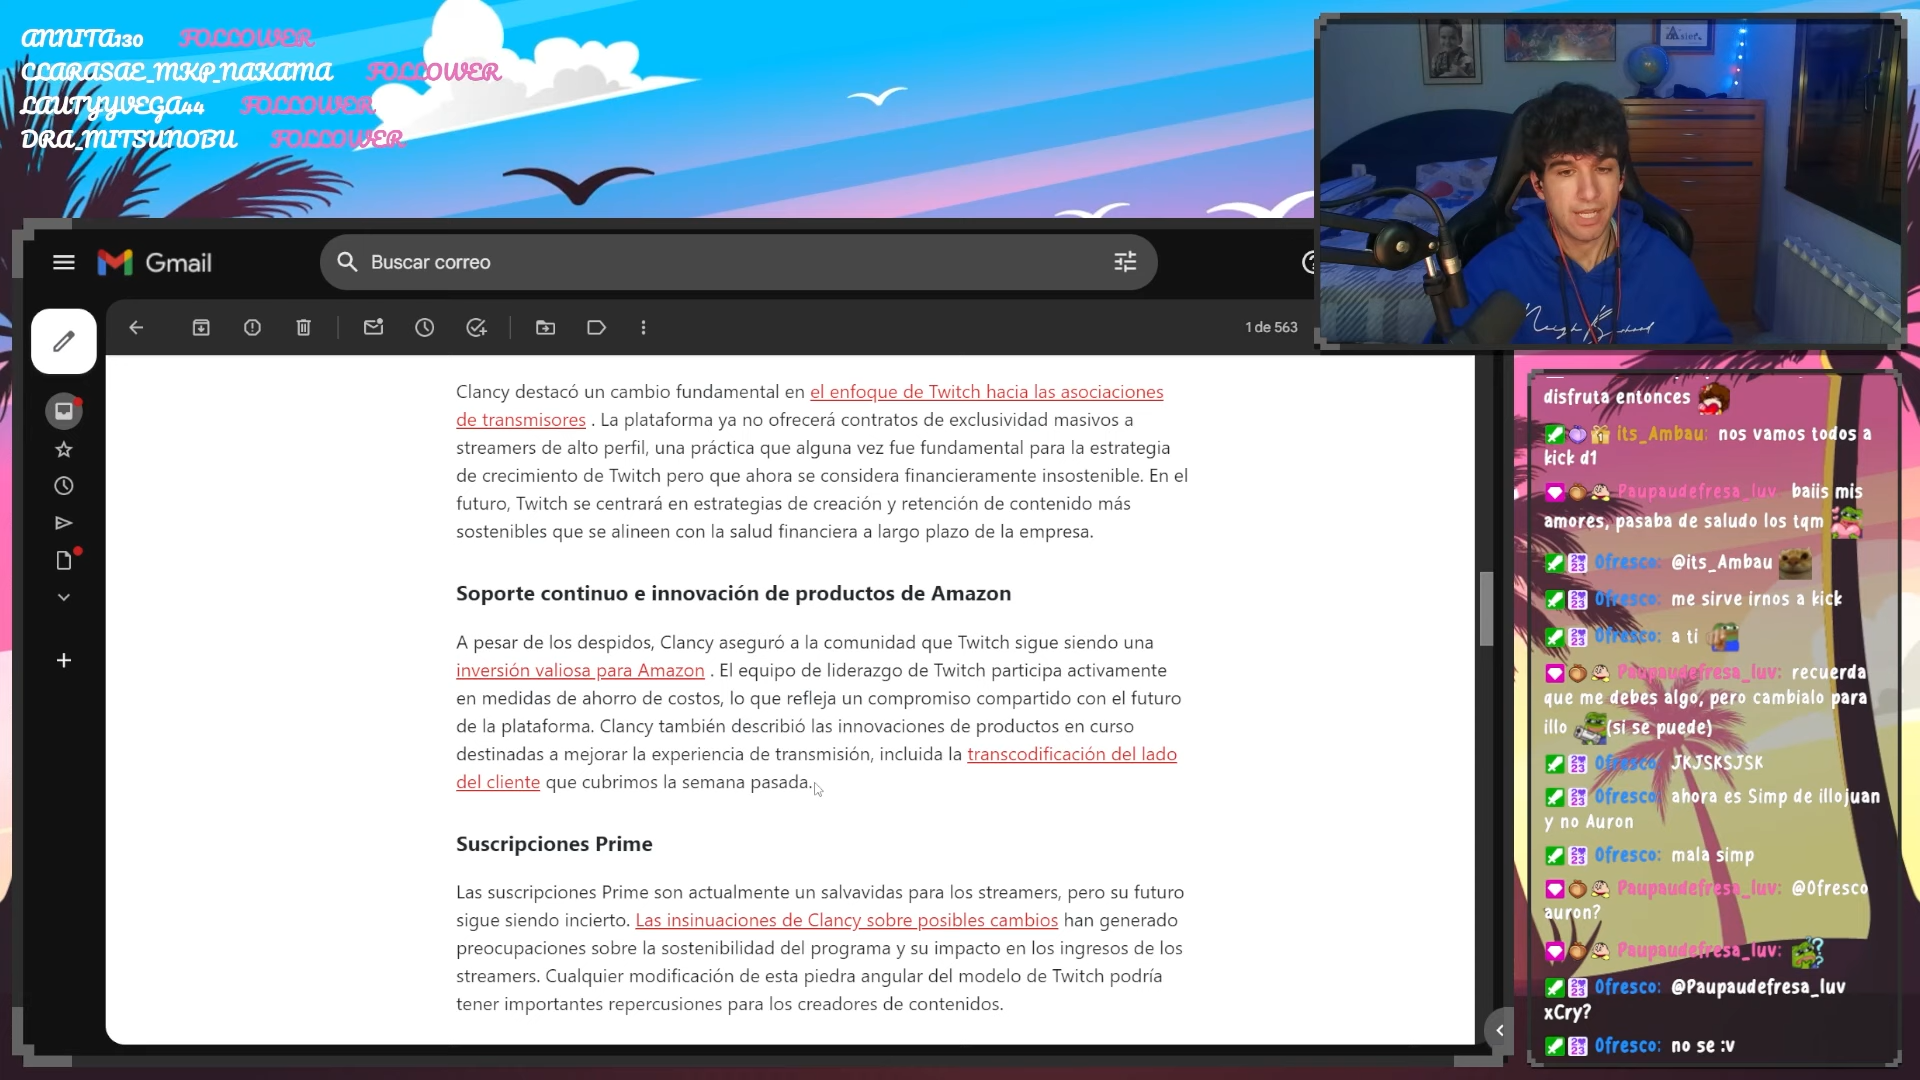 ANNITA130 FOLLOWER
CLARASAE_MKP_NAKAMA FOLLOWER
LAUTYYVEGA44 FOLLOWER
DRA_MITSUNOBU FOLLOWER
Gmail
Buscar correo
1 de 563
Clancy destacó un cambio fundamental en el enfoque de Twitch hacia las asociaciones
de transmisores . La plataforma ya no ofrecerá contratos de exclusividad masivos a
streamers de alto perfil, una práctica que alguna vez fue fundamental para la estrategia
de crecimiento de Twitch pero que ahora se considera financieramente insostenible. En el
futuro, Twitch se centrará en estrategias de creación y retención de contenido más
sostenibles que se alineen con la salud financiera a largo plazo de la empresa.
Soporte continuo e innovación de productos de Amazon
A pesar de los despidos, Clancy aseguró a la comunidad que Twitch sigue siendo una
inversión valiosa para Amazon . El equipo de liderazgo de Twitch participa activamente
en medidas de ahorro de costos, lo que refleja un compromiso compartido con el futuro
de la plataforma. Clancy también describió las innovaciones de productos en curso
destinadas a mejorar la experiencia de transmisión, incluida la transcodificación del lado
del cliente que cubrimos la semana pasada.
Suscripciones Prime
Las suscripciones Prime son actualmente un salvavidas para los streamers, pero su futuro
sigue siendo incierto. Las insinuaciones de Clancy sobre posibles cambios han generado
preocupaciones sobre la sostenibilidad del programa y su impacto en los ingresos de los
streamers. Cualquier modificación de esta piedra angular del modelo de Twitch podría
tener importantes repercusiones para los creadores de contenidos.
disfruta entonces
its_Ambau: nos vamos todos a
kick d1
Paupaudefresa_luv: baiis mis
amores, pasaba de saludo los tqm
Ofresco: @its_Ambau
Ofresco: me sirve irnos a kick
Ofresco: a ti
Paupaudefresa_luv: recuerda
que me debes algo, pero cambialo para
illo (si se puede)
Ofresco: JKJSKSJSK
Ofresco: ahora es Simp de illojuan
y no Auron
Ofresco: mala simp
Paupaudefresa_luv: @Ofresco
auron?
Paupaudefresa_luv:
Ofresco: @Paupaudefresa_luv
xCry?
Ofresco: no se :v